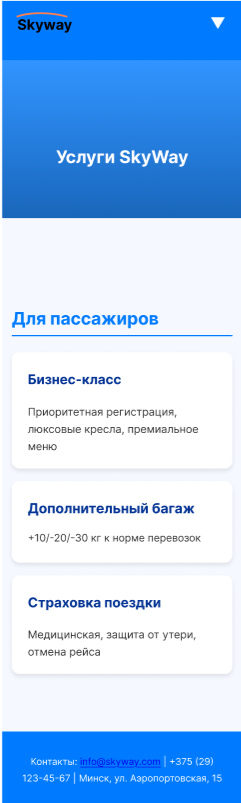 Skyway
Услуги SkyWay
Для пассажиров
Бизнес-класс
Приоритетная регистрация,
люксовые кресла, премиальное
меню
Дополнительный багаж
+10/-20/-30 кг к норме перевозок
Страховка поездки
Медицинская, защита от утери,
отмена рейса
Контакты: info@skyway.com | +375 (29)
123-45-67 | Минск, ул. Аэропортовская, 15